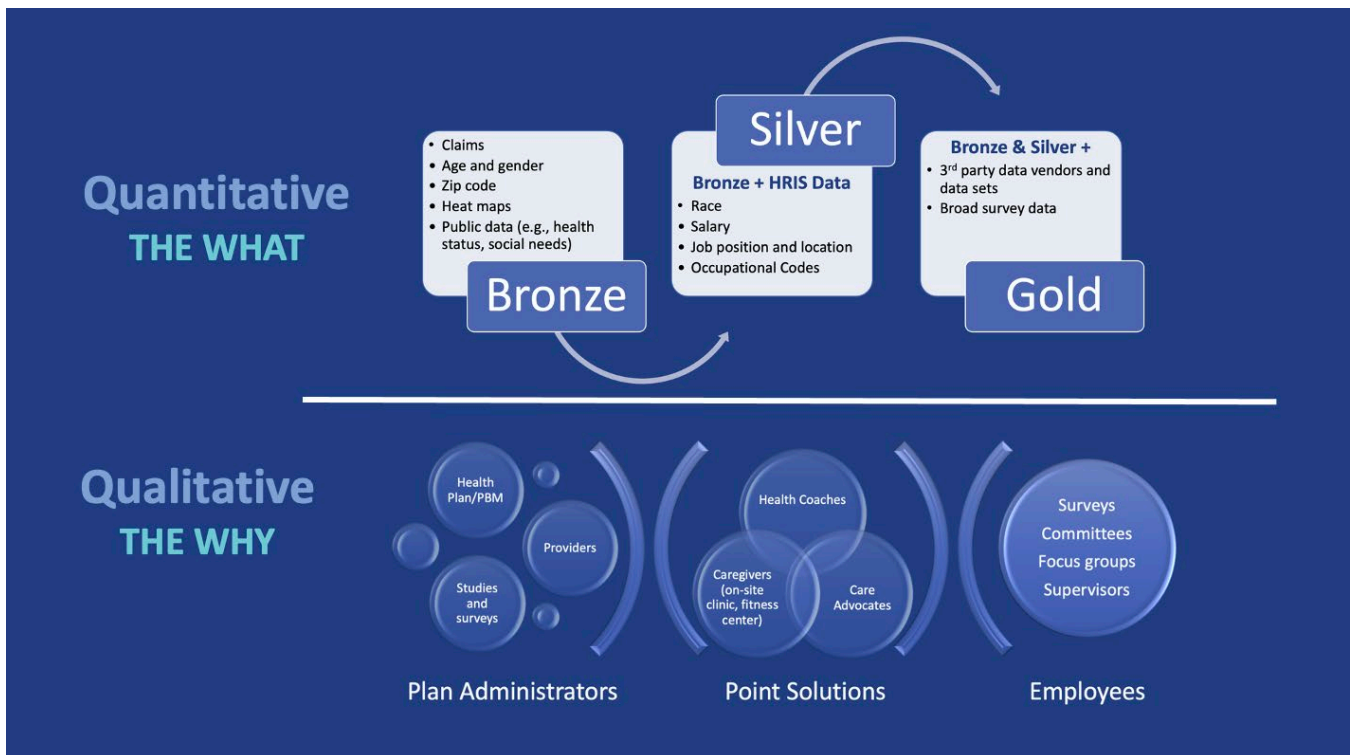 Quantitative
THE WHAT
• Claims
• Age and gender
• Zip code
• Heat maps
• Public data (e.g., health
status, social needs)
Bronze
Silver
Bronze + HRIS Data
• Race
• Salary
• Job position and location
• Occupational Codes
Bronze & Silver +
• 3rd party data vendors and
data sets
• Broad survey data
Gold
Qualitative
THE WHY
Health
Plan/PBM
Providers
Studies
and
surveys
Plan Administrators
Health Coaches
Caregivers
(on-site
clinic, fitness
center)
Care
Advocates
Point Solutions
Surveys
Committees
Focus groups
Supervisors
Employees